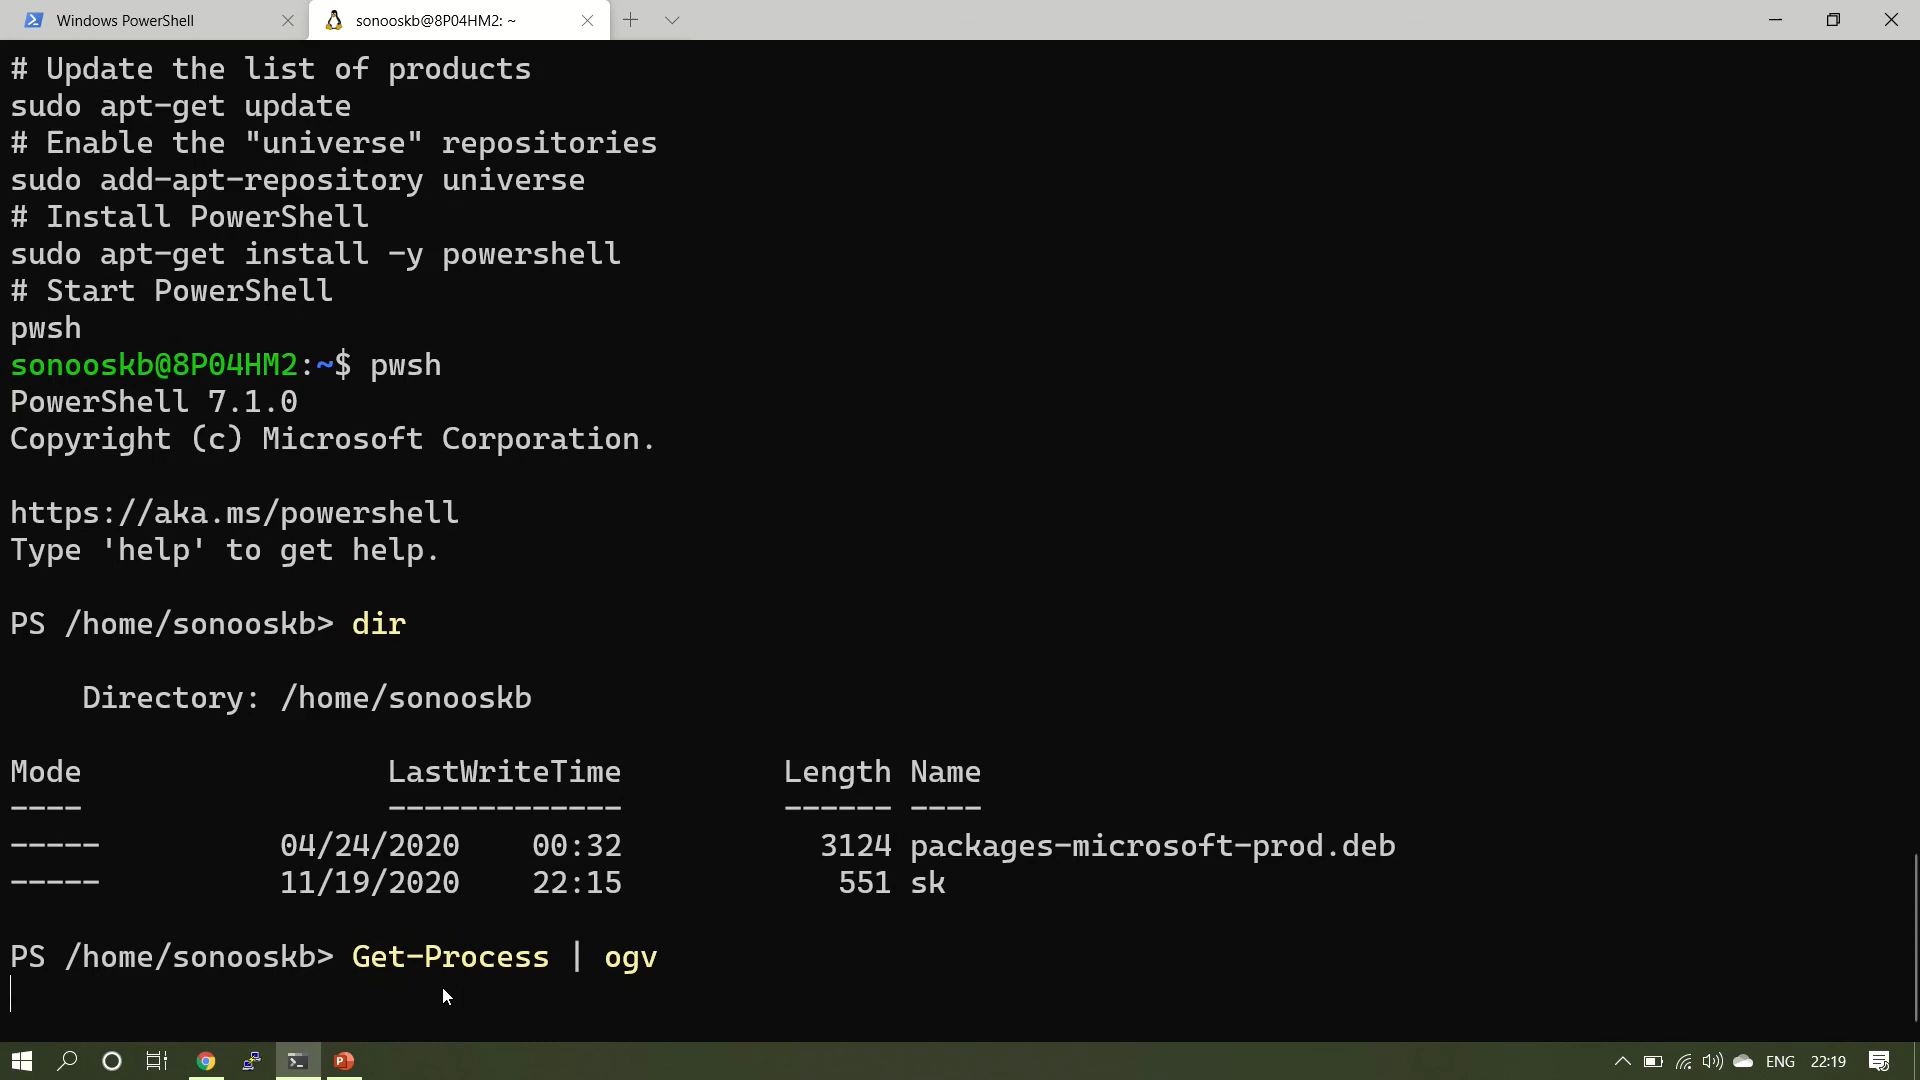 Windows PowerShell
sonooskb@8P04HM2: ~
# Update the list of products
sudo apt-get update
# Enable the "universe" repositories
sudo add-apt-repository universe
# Install PowerShell
sudo apt-get install -y powershell
# Start PowerShell
pwsh
sonooskb@8P04HM2:~$ pwsh
PowerShell 7.1.0
Copyright (c) Microsoft Corporation.
https://aka.ms/powershell
Type 'help' to get help.
PS /home/sonooskb> dir
Directory: /home/sonooskb
Mode LastWriteTime Length Name
---- ------------- ------ ----
----- 04/24/2020 00:32 3124 packages-microsoft-prod.deb
----- 11/19/2020 22:15 551 sk
PS /home/sonooskb> Get-Process | ogv
ENG 22:19